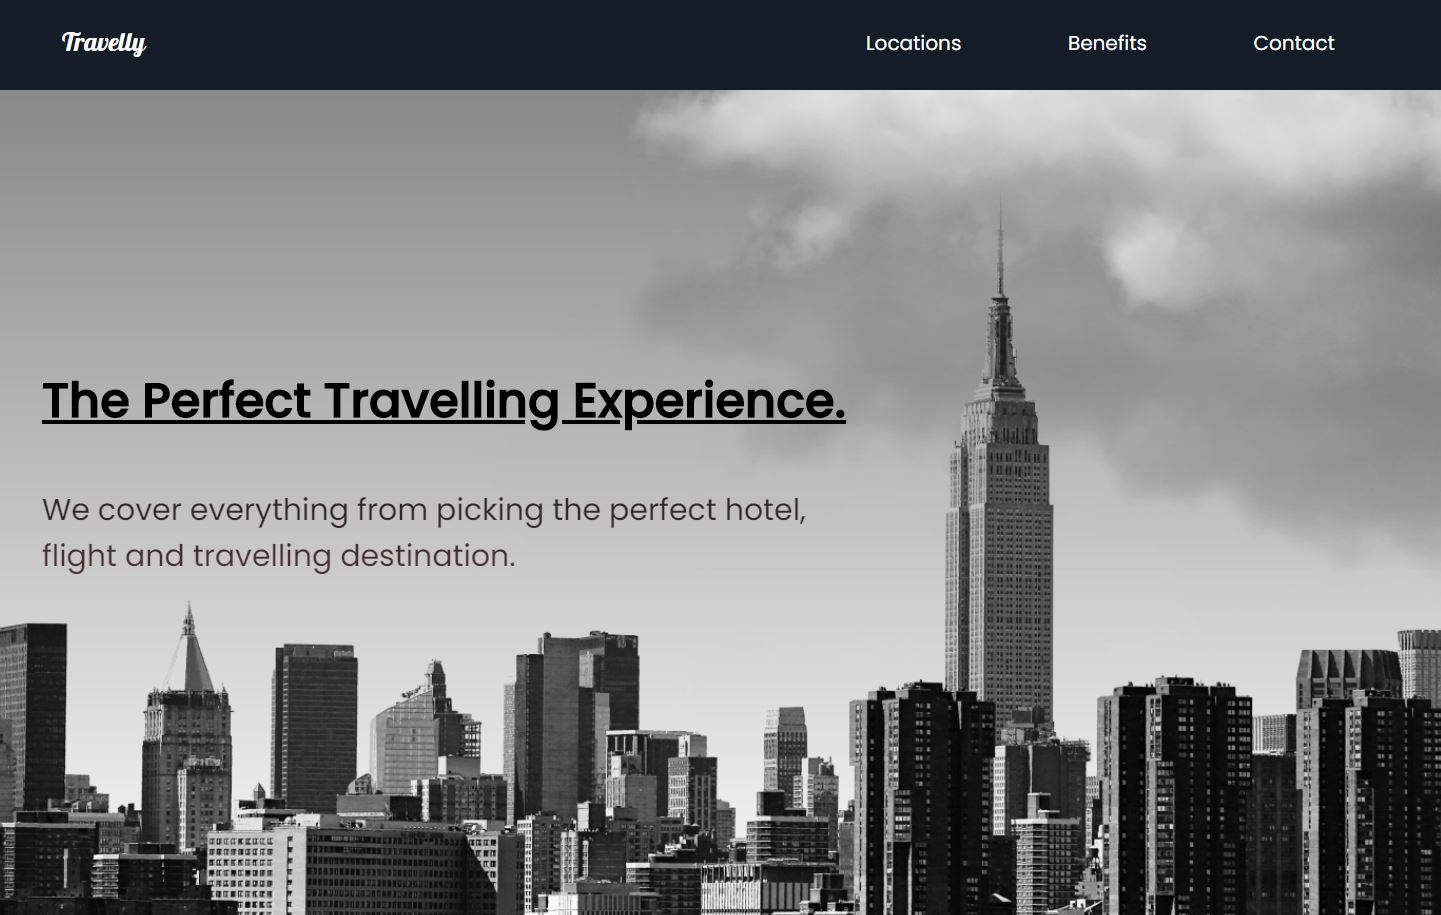 Travelly
Locations
Benefits
Contact
The Perfect Travelling Experience.
We cover everything from picking the perfect hotel,
flight and travelling destination.